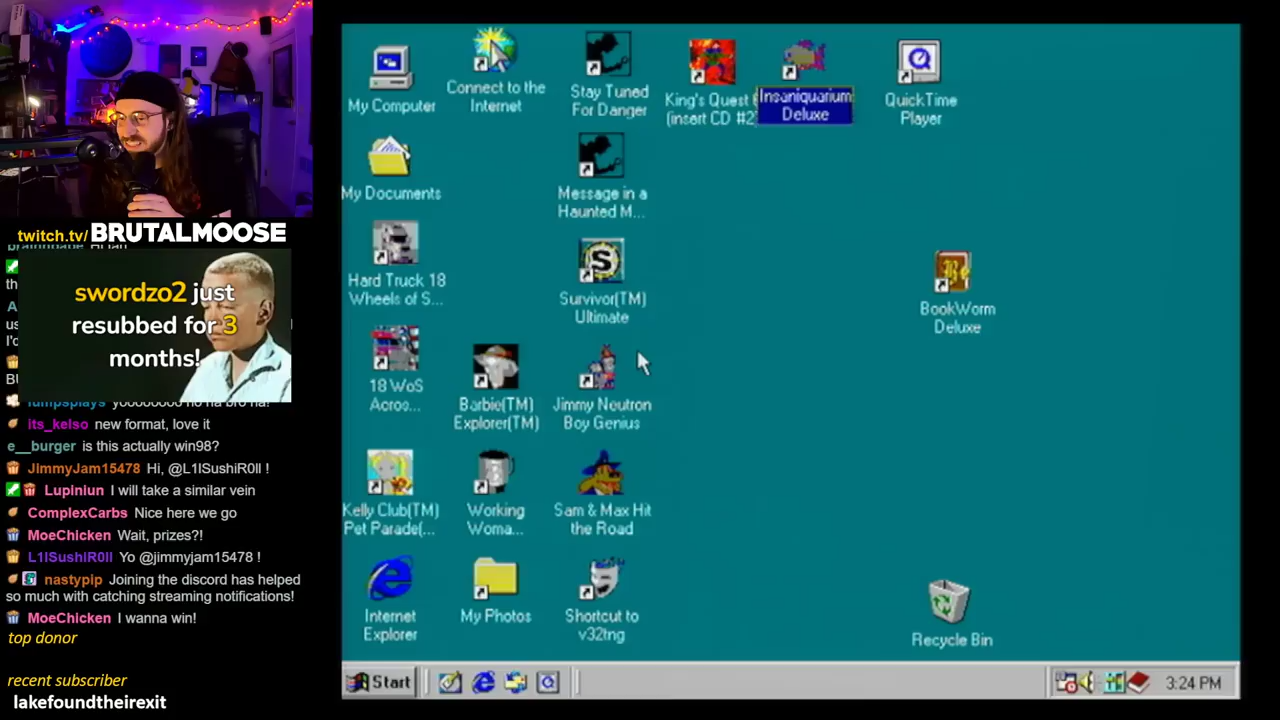 My Computer
Connect to the
Internet
Stay Tuned
For Danger
King's Quest
(insert CD #2)
Insaniquarium
Deluxe
QuickTime
Player
My Documents
Message in a
Haunted M...
Hard Truck 18
Wheels of S...
Survivor(TM)
Ultimate
BookWorm
Deluxe
18 WoS
Acros...
Barbie(TM)
Explorer(TM)
Jimmy Neutron
Boy Genius
Kelly Club(TM)
Pet Parade(...
Working
Woma...
Sam & Max Hit
the Road
Internet
Explorer
My Photos
Shortcut to
v32tng
Recycle Bin
Start
3:24 PM
twitch.tv/BRUTALMOOSE
swordzo2 just
resubbed for 3
months!
its_kelso new format, love it
e__burger is this actually win98?
JimmyJam15478 Hi, @L1lSushiR0ll !
Lupiniun I will take a similar vein
ComplexCarbs Nice here we go
MoeChicken Wait, prizes?!
L1lSushiR0ll Yo @jimmyjam15478 !
nastypip Joining the discord has helped
so much with catching streaming notifications!
MoeChicken I wanna win!
top donor
recent subscriber
lakefoundtheirexit